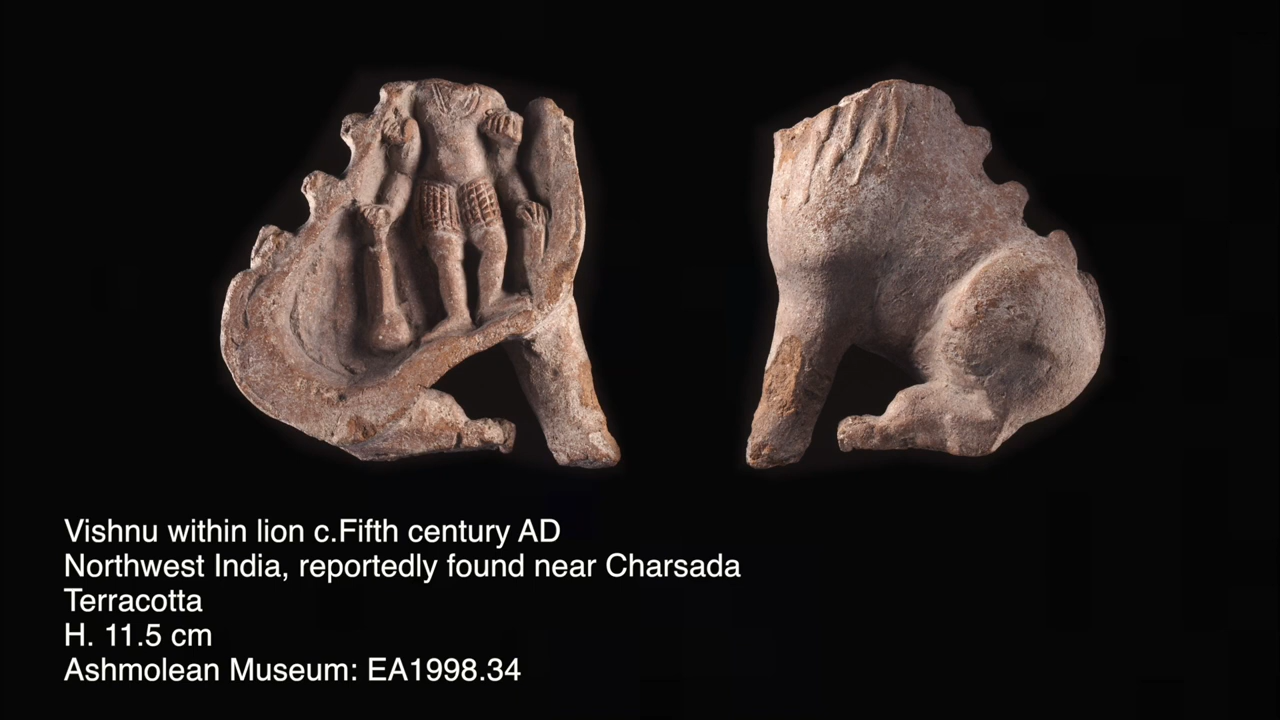 Vishnu within lion c.Fifth century AD
Northwest India, reportedly found near Charsada
Terracotta
H. 11.5 cm
Ashmolean Museum: EA1998.34